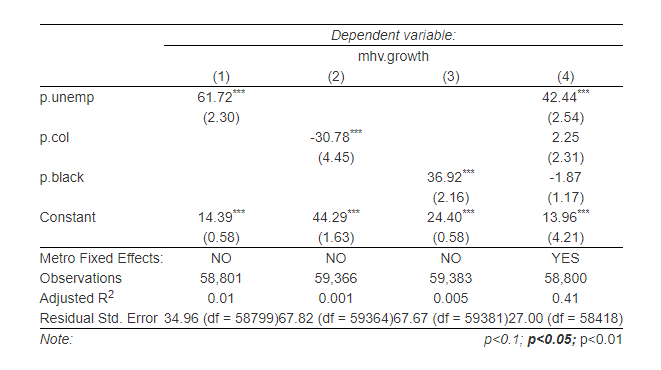 Dependent variable:
mhv.growth
(1) (2) (3) (4)
p.unemp 61.72*** 42.44***
(2.30) (2.54)
p.col -30.78*** 2.25
(4.45) (2.31)
p.black 36.92*** -1.87
(2.16) (1.17)
Constant 14.39*** 44.29*** 24.40*** 13.96***
(0.58) (1.63) (0.58) (4.21)
Metro Fixed Effects: NO NO NO YES
Observations 58,801 59,366 59,383 58,800
Adjusted R2 0.01 0.001 0.005 0.41
Residual Std. Error 34.96 (df = 58799)67.82 (df = 59364)67.67 (df = 59381)27.00 (df = 58418)
Note: p<0.1; p<0.05; p<0.01